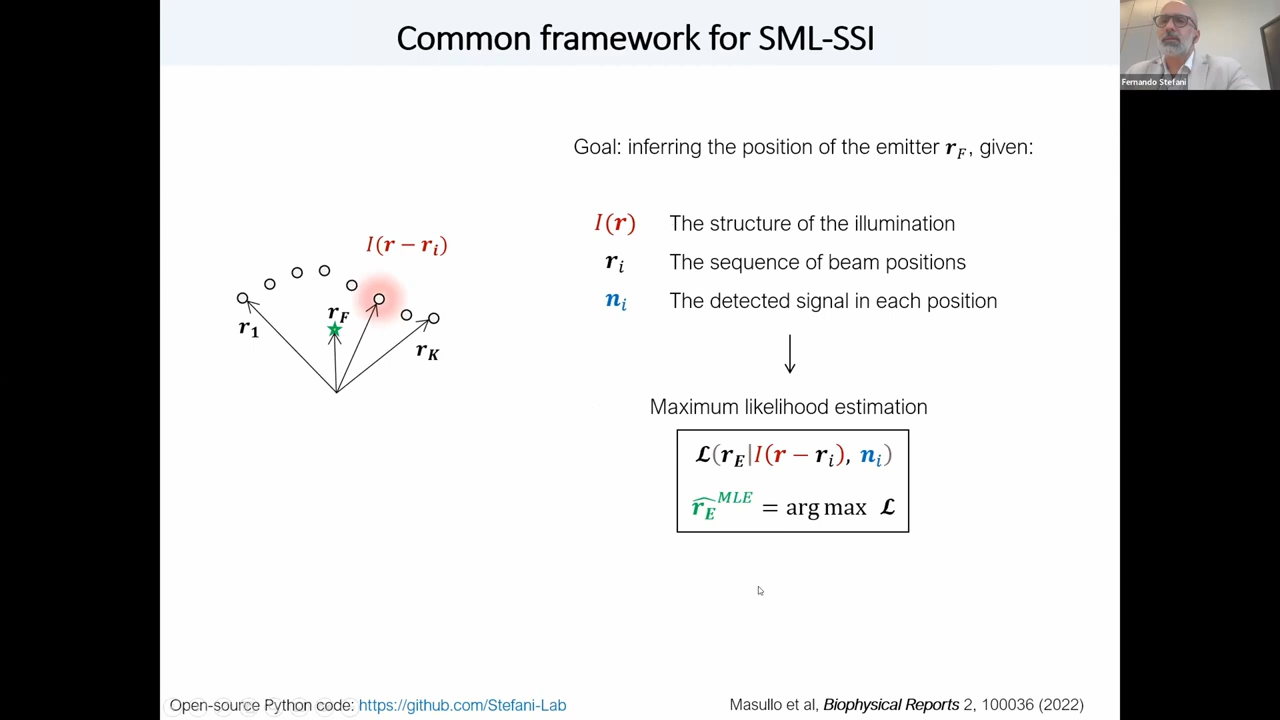 Common framework for SML-SSI
Fernando Stefani
Goal: inferring the position of the emitter r_F, given:
I(r) The structure of the illumination
r_i The sequence of beam positions
n_i The detected signal in each position
I(r − r_i)
r_1
r_F
r_K
Maximum likelihood estimation
ℒ(r_E|I(r − r_i), n_i)
\hat{r_E}^{MLE} = arg max ℒ
Open-source Python code: https://github.com/Stefani-Lab
Masullo et al, Biophysical Reports 2, 100036 (2022)